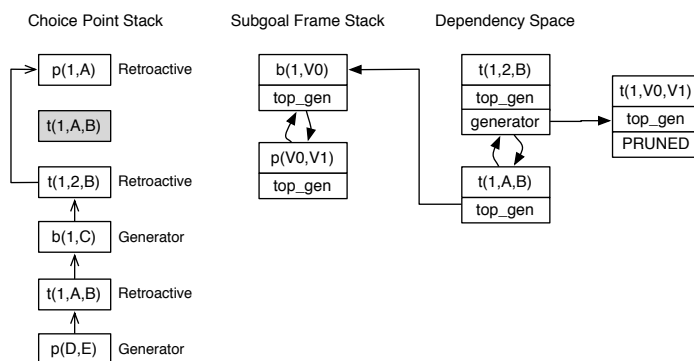 Choice Point Stack
p(1,A) Retroactive
t(1,A,B)
t(1,2,B) Retroactive
b(1,C) Generator
t(1,A,B) Retroactive
p(D,E) Generator
Subgoal Frame Stack
b(1,V0)
top_gen
p(V0,V1)
top_gen
Dependency Space
t(1,2,B)
top_gen
generator
t(1,A,B)
top_gen
t(1,V0,V1)
top_gen
PRUNED